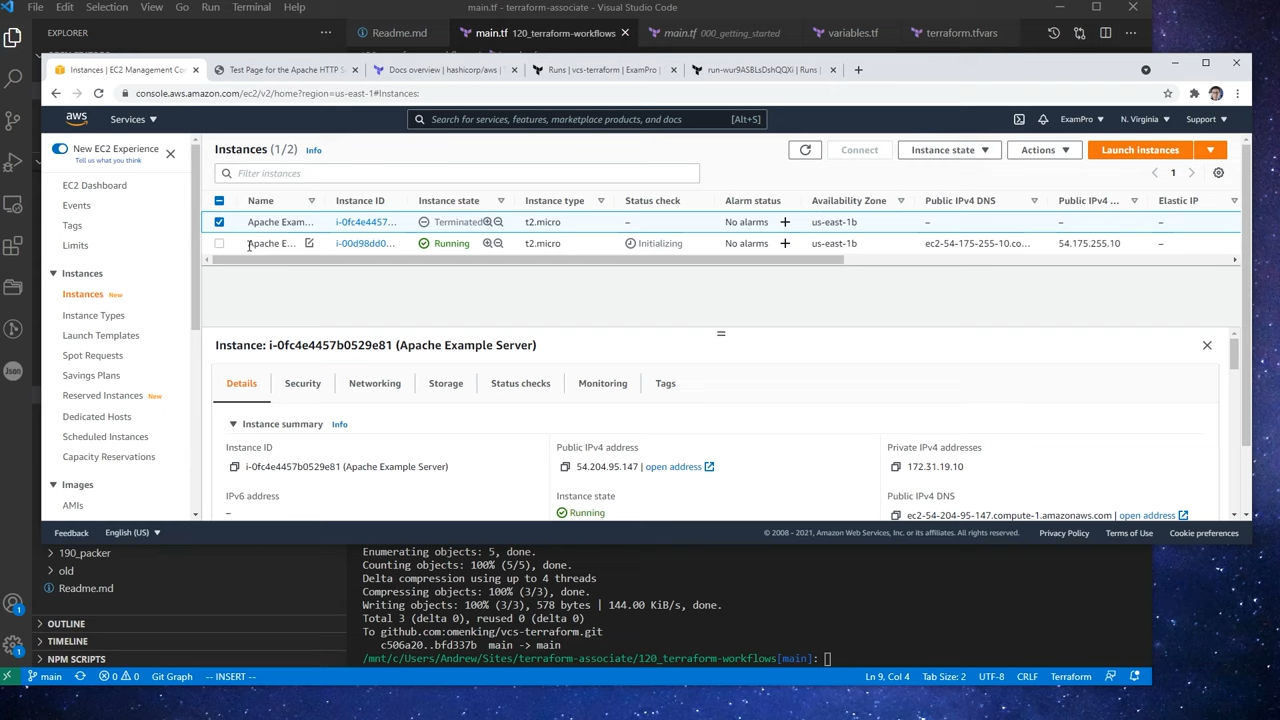 File Edit Selection View Go Run Terminal Help main.tf - terraform-associate - Visual Studio Code
EXPLORER ··· Readme.md main.tf 120_terraform-workflows main.tf 000_getting_started variables.tf terraform.tfvars
Instances | EC2 Management Co Test Page for the Apache HTTP S Docs overview | hashicorp/aws | T Runs | vcs-terraform | ExamPro | Runs |
console.aws.amazon.com/ec2/v2/home?region=us-east-1#Instances:
aws Services Search for services, features, marketplace products, and docs [Alt+S] ExamPro N. Virginia Support
New EC2 Experience
Tell us what you think
EC2 Dashboard
Events
Tags
Limits
Instances
Instances New
Instance Types
Launch Templates
Spot Requests
Savings Plans
Reserved Instances New
Dedicated Hosts
Scheduled Instances
Capacity Reservations
Images
AMIs
Instances (1/2) Info Connect Instance state Actions Launch instances
Filter instances 1
Name Instance ID Instance state Instance type Status check Alarm status Availability Zone Public IPv4 DNS Public IPv4 ... Elastic IP
Apache Exam... i-0fc4e4457... Terminated t2.micro – No alarms + us-east-1b – – –
Apache E... i-00d98dd0... Running t2.micro Initializing No alarms + us-east-1b ec2-54-175-255-10.co... 54.175.255.10 –
Instance: i-0fc4e4457b0529e81 (Apache Example Server)
Details Security Networking Storage Status checks Monitoring Tags
Instance summary Info
Instance ID Public IPv4 address Private IPv4 addresses
i-0fc4e4457b0529e81 (Apache Example Server) 54.204.95.147 | open address 172.31.19.10
IPv6 address Instance state Public IPv4 DNS
– Running ec2-54-204-95-147.compute-1.amazonaws.com | open address
Feedback English (US) © 2008 - 2021, Amazon Web Services, Inc. or its affiliates. All rights reserved. Privacy Policy Terms of Use Cookie preferences
190_packer
old
Readme.md
OUTLINE
TIMELINE
NPM SCRIPTS
Enumerating objects: 5, done.
Counting objects: 100% (5/5), done.
Delta compression using up to 4 threads
Compressing objects: 100% (3/3), done.
Writing objects: 100% (3/3), 578 bytes | 144.00 KiB/s, done.
Total 3 (delta 0), reused 0 (delta 0)
To github.com:omenking/vcs-terraform.git
c506a20..bfd337b main -> main
/mnt/c/Users/Andrew/Sites/terraform-associate/120_terraform-workflows[main]:
main 0 0 Git Graph -- INSERT -- Ln 9, Col 4 Tab Size: 2 UTF-8 CRLF Terraform